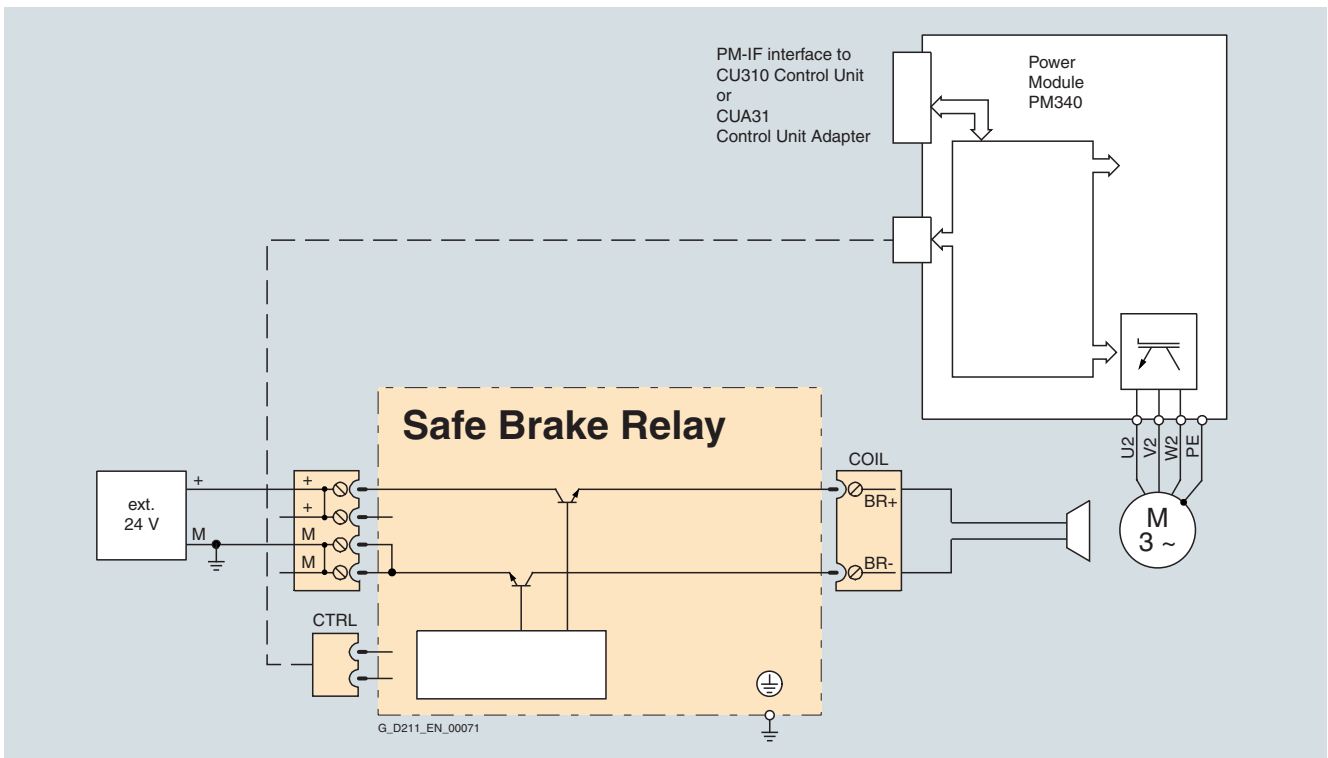 PM-IF interface to
CU310 Control Unit
or
CUA31
Control Unit Adapter
Power
Module
PM340
U2
V2
W2
PE
M
3 ~
Safe Brake Relay
ext.
24 V
+
M
+
+
M
M
COIL
BR+
BR-
CTRL
G_D211_EN_00071